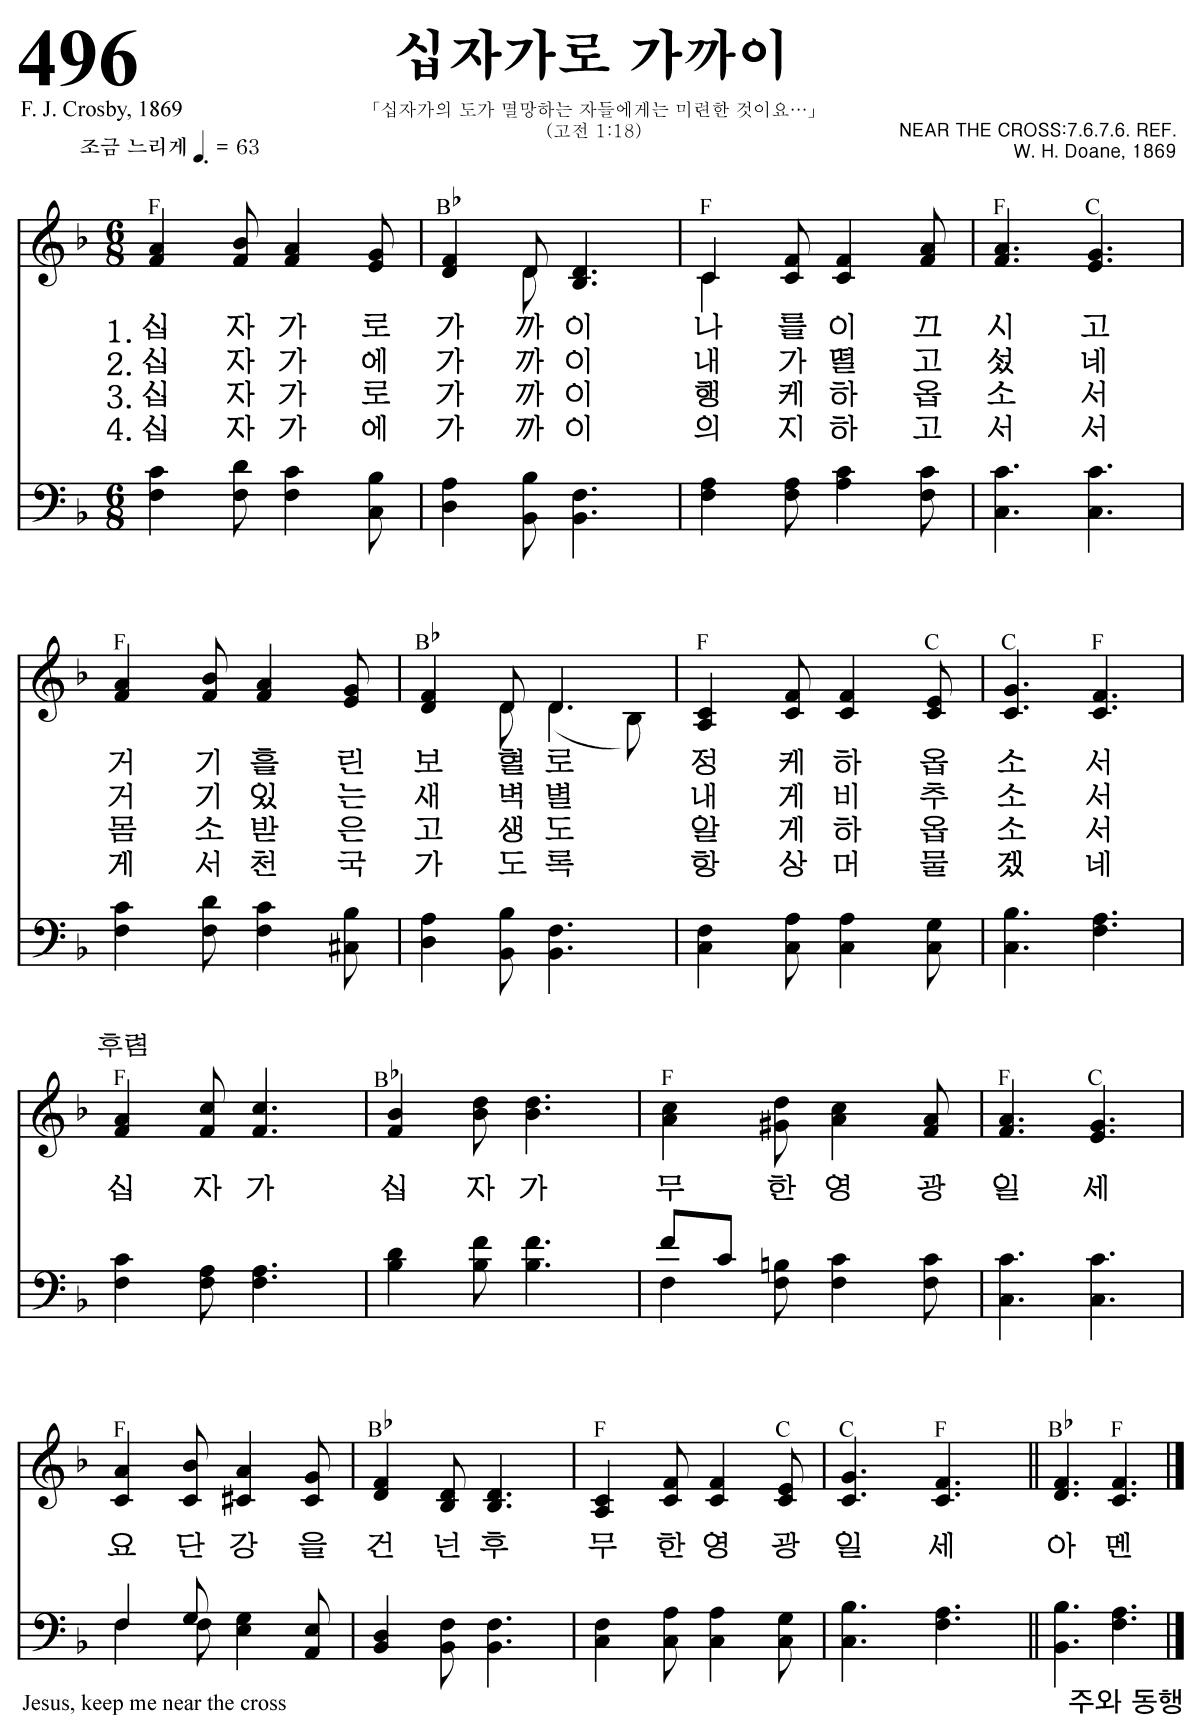 496
십자가로 가까이
F. J. Crosby, 1869
「십자가의 도가 멸망하는 자들에게는 미련한 것이요…」
(고전 1:18)
조금 느리게 ♩. = 63
NEAR THE CROSS:7.6.7.6. REF.
W. H. Doane, 1869
F B♭ F F C
1. 십 자 가 로 가 까 이 나 를 이 끄 시 고
2. 십 자 가 에 가 까 이 내 가 떨 고 섰 네
3. 십 자 가 로 가 까 이 행 케 하 옵 소 서
4. 십 자 가 에 가 까 이 의 지 하 고 서 서
F B♭ F C C F
거 기 흘 린 보 혈 로 정 케 하 옵 소 서
거 기 있 는 새 벽 별 내 게 비 추 소 서
몸 소 받 은 고 생 도 알 게 하 옵 소 서
게 서 천 국 가 도 록 항 상 머 물 겠 네
후렴
F B♭ F F C
십 자 가 십 자 가 무 한 영 광 일 세
F B♭ F C C F B♭ F
요 단 강 을 건 넌 후 무 한 영 광 일 세 아 멘
Jesus, keep me near the cross
주와 동행